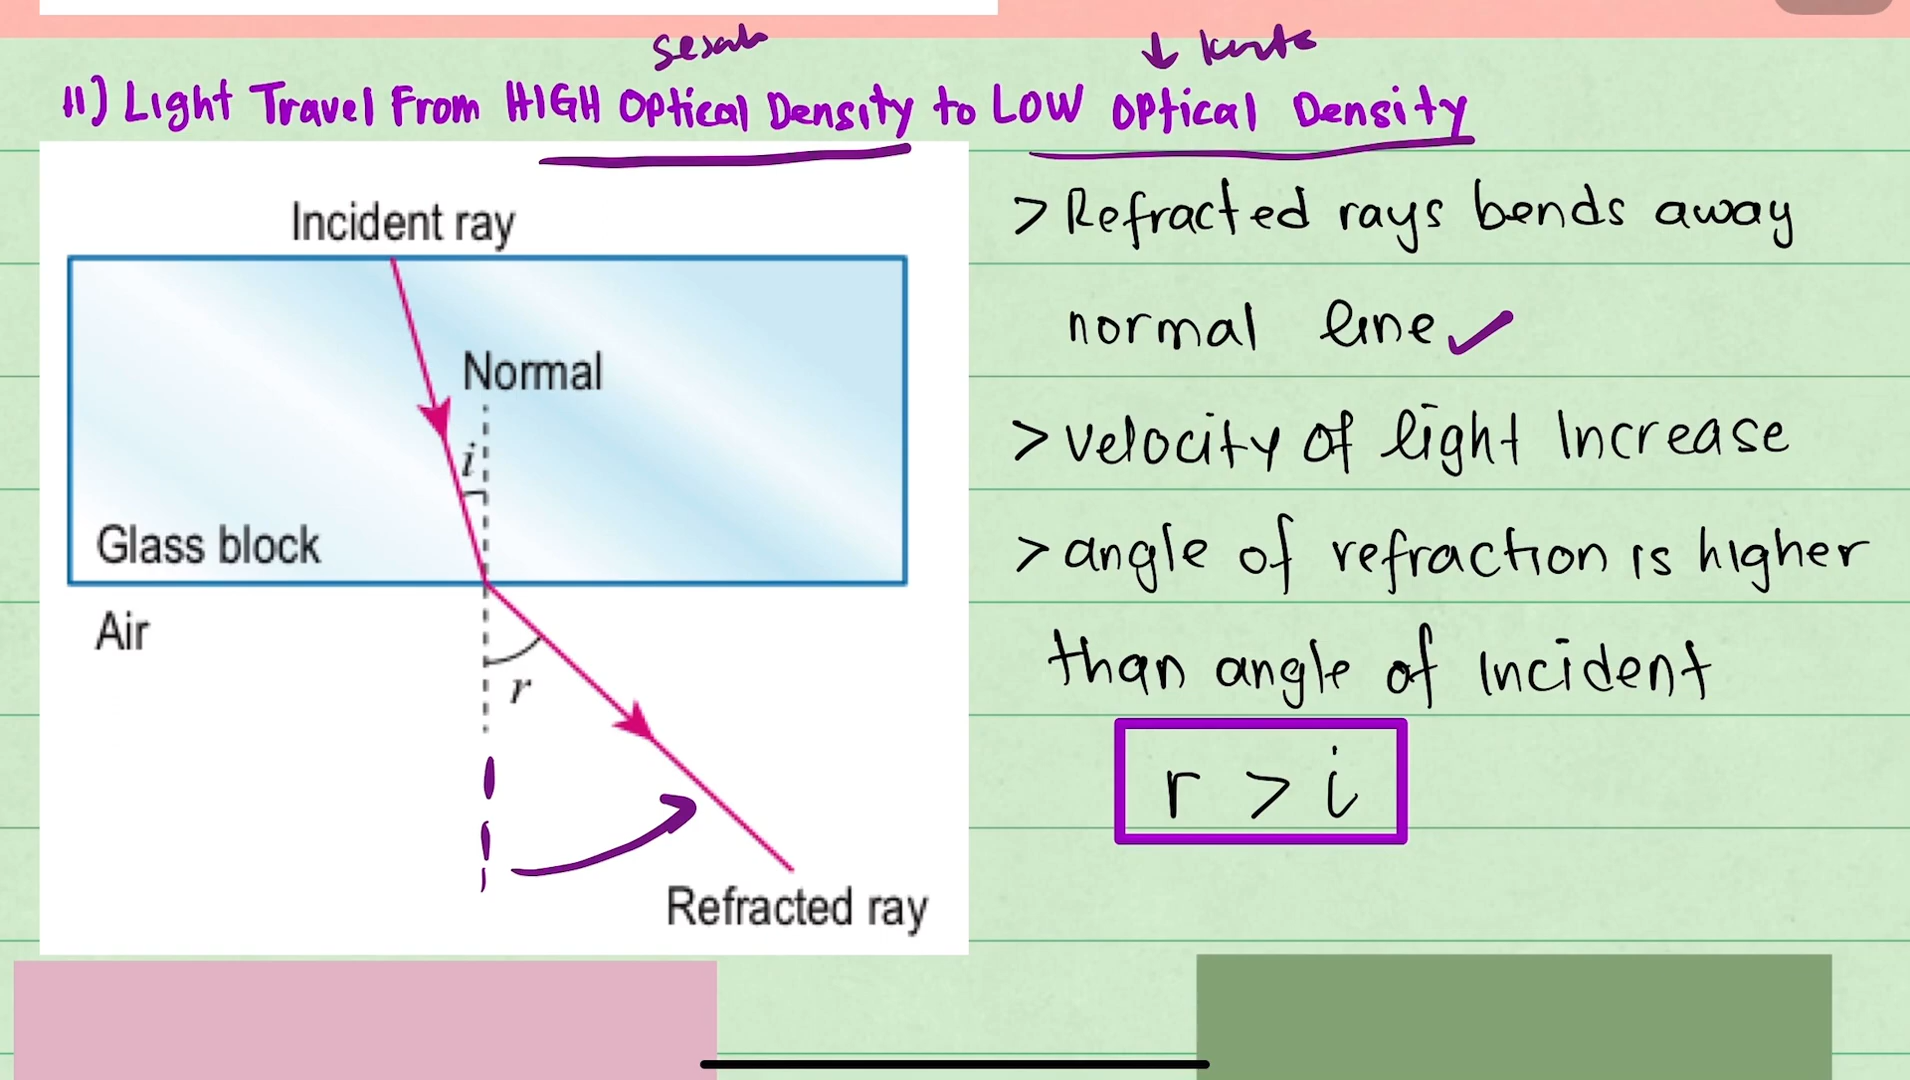 sesak
↓ kurte
II) Light Travel From HIGH Optical Density to LOW Optical Density
Incident ray
Normal
i
Glass block
Air
r
Refracted ray
> Refracted rays bends away
normal line ✓
> velocity of light Increase
> angle of refraction is higher
than angle of Incident
r > i